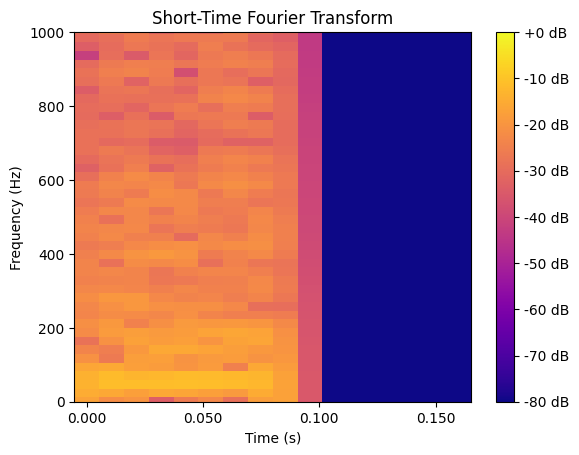 Short-Time Fourier Transform
1000
800
600
400
200
0
Frequency (Hz)
0.000
0.050
0.100
0.150
Time (s)
+0 dB
-10 dB
-20 dB
-30 dB
-40 dB
-50 dB
-60 dB
-70 dB
-80 dB